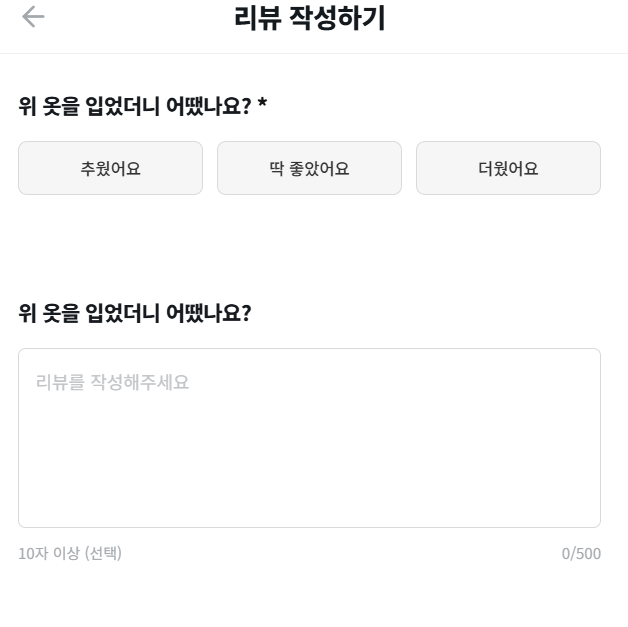 리뷰 작성하기
위 옷을 입었더니 어땠나요? *
추웠어요
딱 좋았어요
더웠어요
위 옷을 입었더니 어땠나요?
리뷰를 작성해주세요
10자 이상 (선택)
0/500